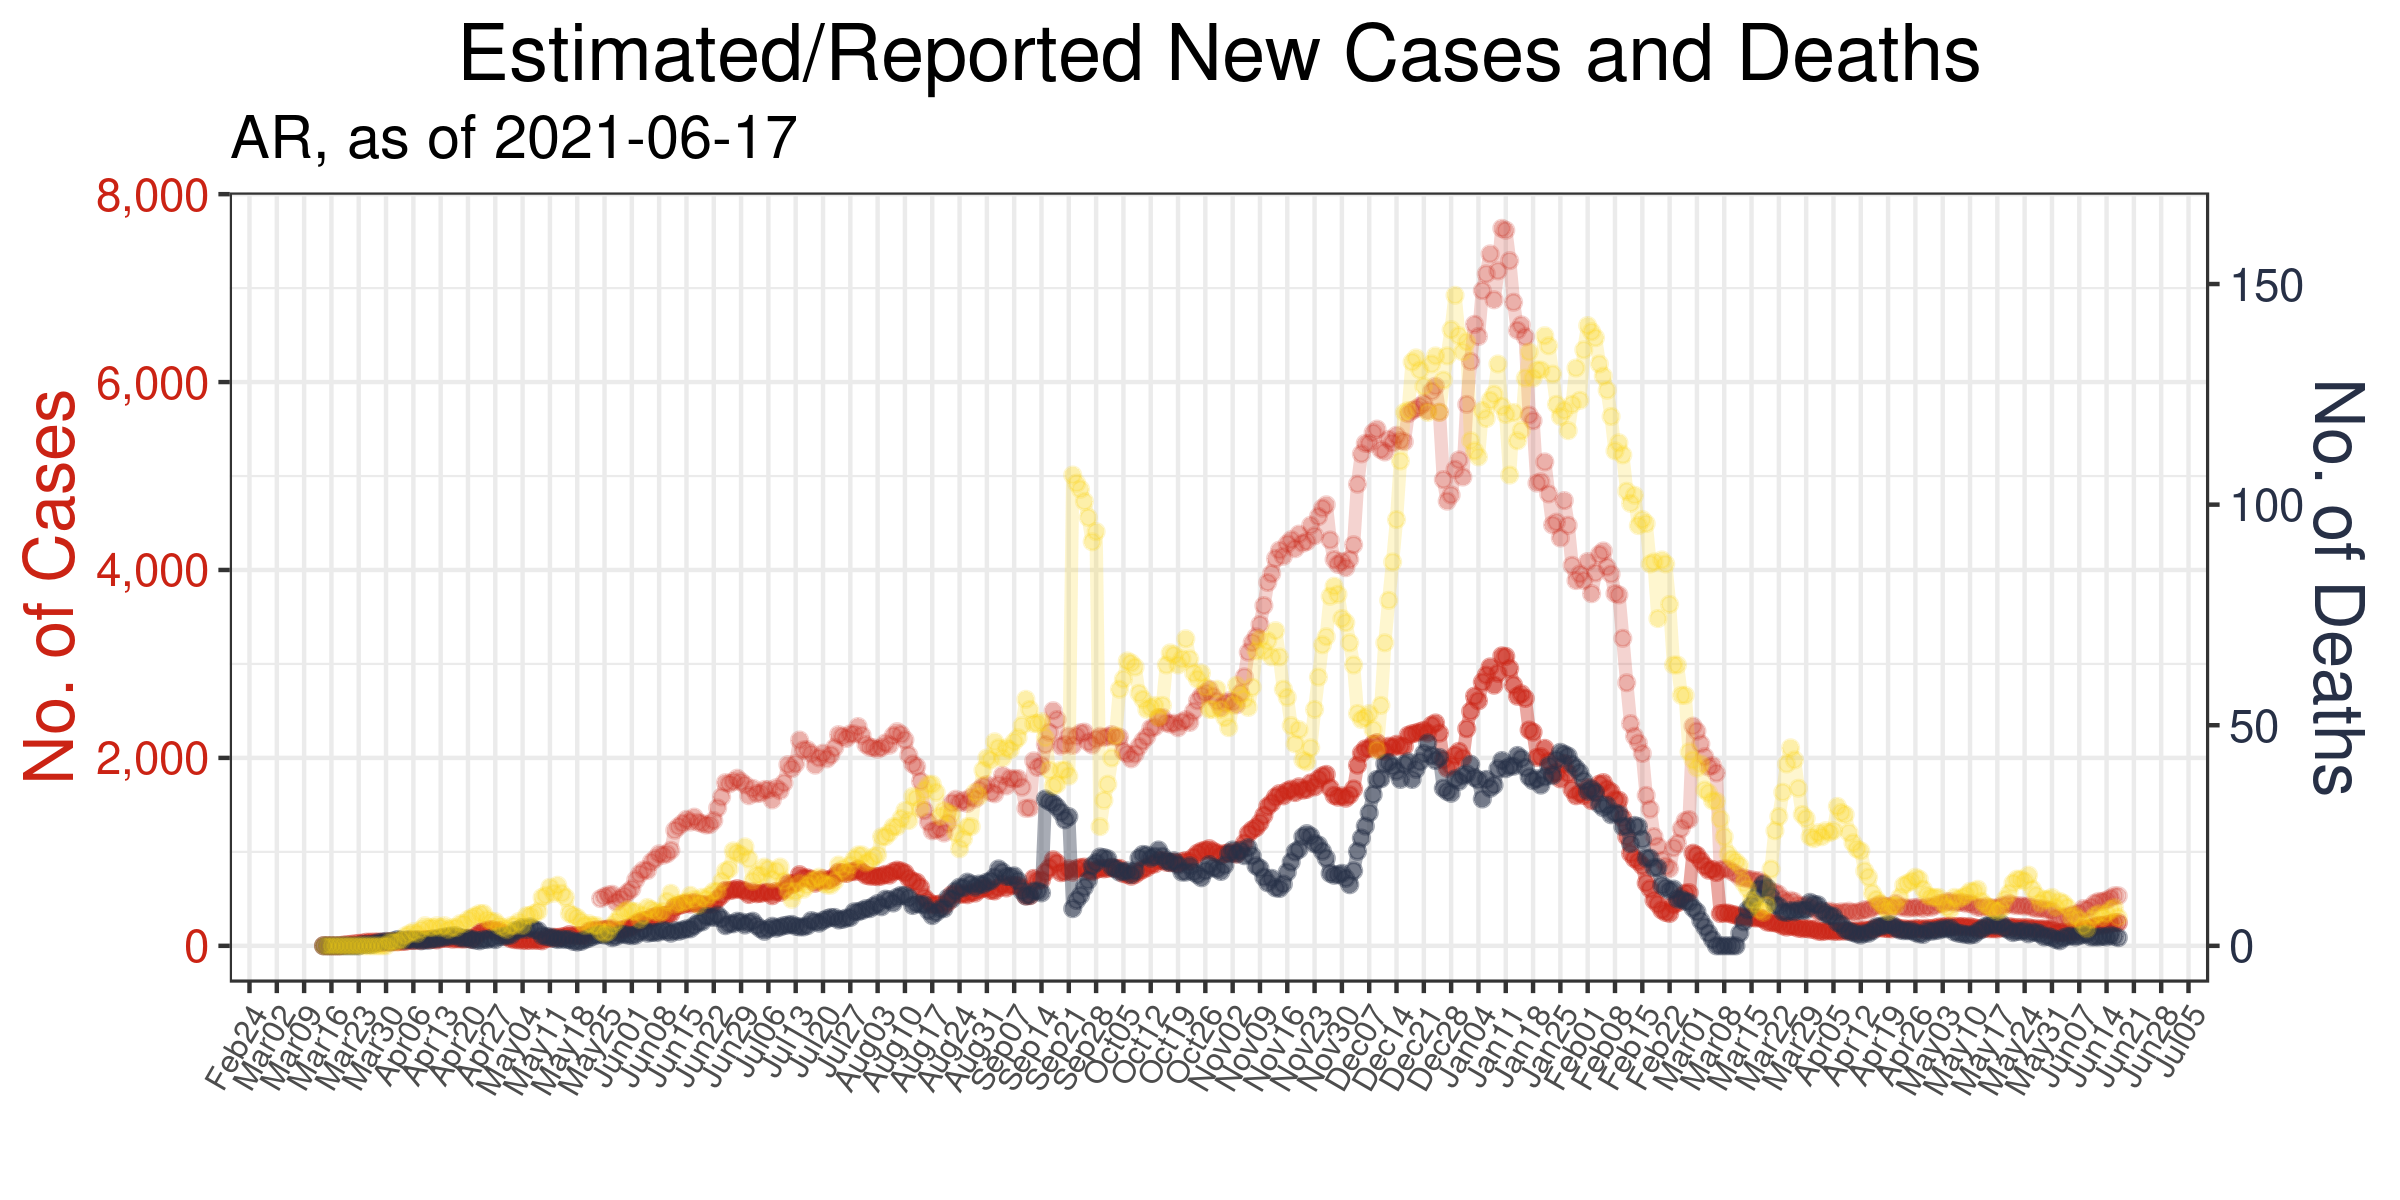 Estimated/Reported New Cases and Deaths
AR, as of 2021-06-17
No. of Cases
8,000
6,000
4,000
2,000
0
No. of Deaths
150
100
50
0
Feb24
Mar02
Mar09
Mar16
Mar23
Mar30
Apr06
Apr13
Apr20
Apr27
May04
May11
May18
May25
Jun01
Jun08
Jun15
Jun22
Jun29
Jul06
Jul13
Jul20
Jul27
Aug03
Aug10
Aug17
Aug24
Aug31
Sep07
Sep14
Sep21
Sep28
Oct05
Oct12
Oct19
Oct26
Nov02
Nov09
Nov16
Nov23
Nov30
Dec07
Dec14
Dec21
Dec28
Jan04
Jan11
Jan18
Jan25
Feb01
Feb08
Feb15
Feb22
Mar01
Mar08
Mar15
Mar22
Mar29
Apr05
Apr12
Apr19
Apr26
May03
May10
May17
May24
May31
Jun07
Jun14
Jun21
Jun28
Jul05